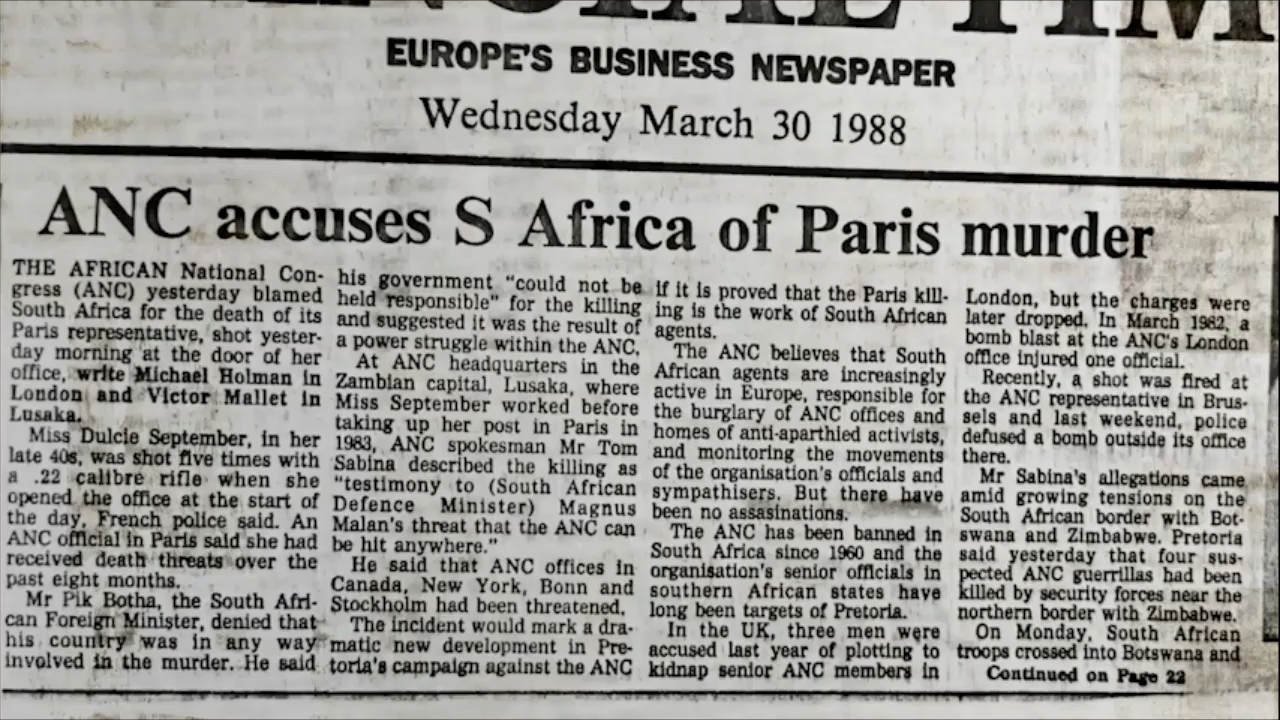 EUROPE'S BUSINESS NEWSPAPER
Wednesday March 30 1988
ANC accuses S Africa of Paris murder
THE AFRICAN National Con-
gress (ANC) yesterday blamed
South Africa for the death of its
Paris representative, shot yester-
day morning at the door of her
office, write Michael Holman in
London and Victor Mallet in
Lusaka.
Miss Dulcie September, in her
late 40s, was shot five times with
a .22 calibre rifle when she
opened the office at the start of
the day, French police said. An
ANC official in Paris said she had
received death threats over the
past eight months.
Mr Pik Botha, the South Afri-
can Foreign Minister, denied that
his country was in any way
involved in the murder. He said
his government "could not be
held responsible" for the killing
and suggested it was the result of
a power struggle within the ANC.
At ANC headquarters in the
Zambian capital, Lusaka, where
Miss September worked before
taking up her post in Paris in
1983, ANC spokesman Mr Tom
Sabina described the killing as
"testimony to (South African
Defence Minister) Magnus
Malan's threat that the ANC can
be hit anywhere."
He said that ANC offices in
Canada, New York, Bonn and
Stockholm had been threatened.
The incident would mark a dra-
matic new development in Pre-
toria's campaign against the ANC
if it is proved that the Paris kill-
ing is the work of South African
agents.
The ANC believes that South
African agents are increasingly
active in Europe, responsible for
the burglary of ANC offices and
homes of anti-aparthied activists,
and monitoring the movements
of the organisation's officials and
sympathisers. But there have
been no assasinations.
The ANC has been banned in
South Africa since 1960 and the
organisation's senior officials in
southern African states have
long been targets of Pretoria.
In the UK, three men were
accused last year of plotting to
kidnap senior ANC members in
London, but the charges were
later dropped. In March 1982, a
bomb blast at the ANC's London
office injured one official.
Recently, a shot was fired at
the ANC representative in Brus-
sels and last weekend, police
defused a bomb outside its office
there.
Mr Sabina's allegations came
amid growing tensions on the
South African border with Bot-
swana and Zimbabwe. Pretoria
said yesterday that four sus-
pected ANC guerrillas had been
killed by security forces near the
northern border with Zimbabwe.
On Monday, South African
troops crossed into Botswana and
Continued on Page 22